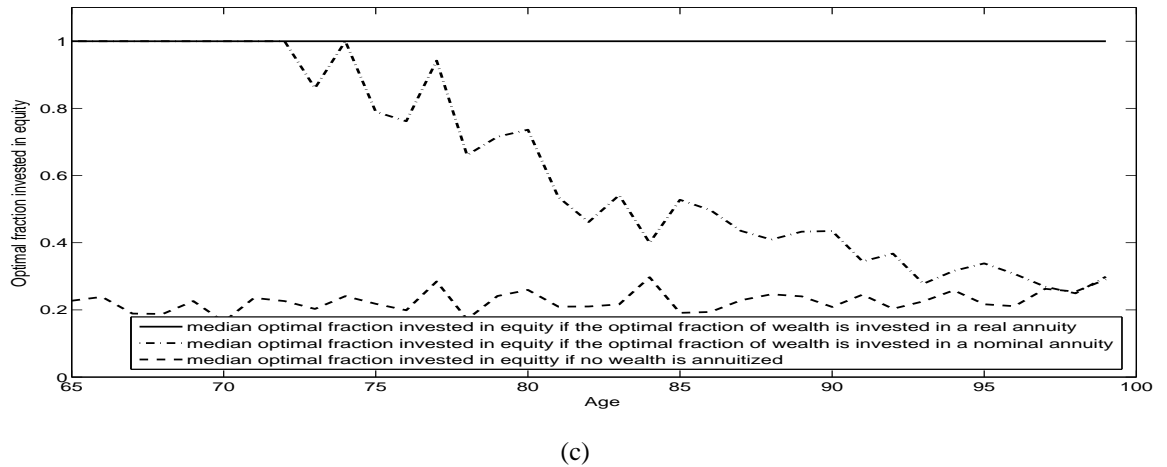 Optimal fraction invested in equity
1
0.8
0.6
0.4
0.2
0
median optimal fraction invested in equity if the optimal fraction of wealth is invested in a real annuity
median optimal fraction invested in equity if the optimal fraction of wealth is invested in a nominal annuity
median optimal fraction invested in equitty if no wealth is annuitized
65 70 75 80 85 90 95 100
Age
(c)